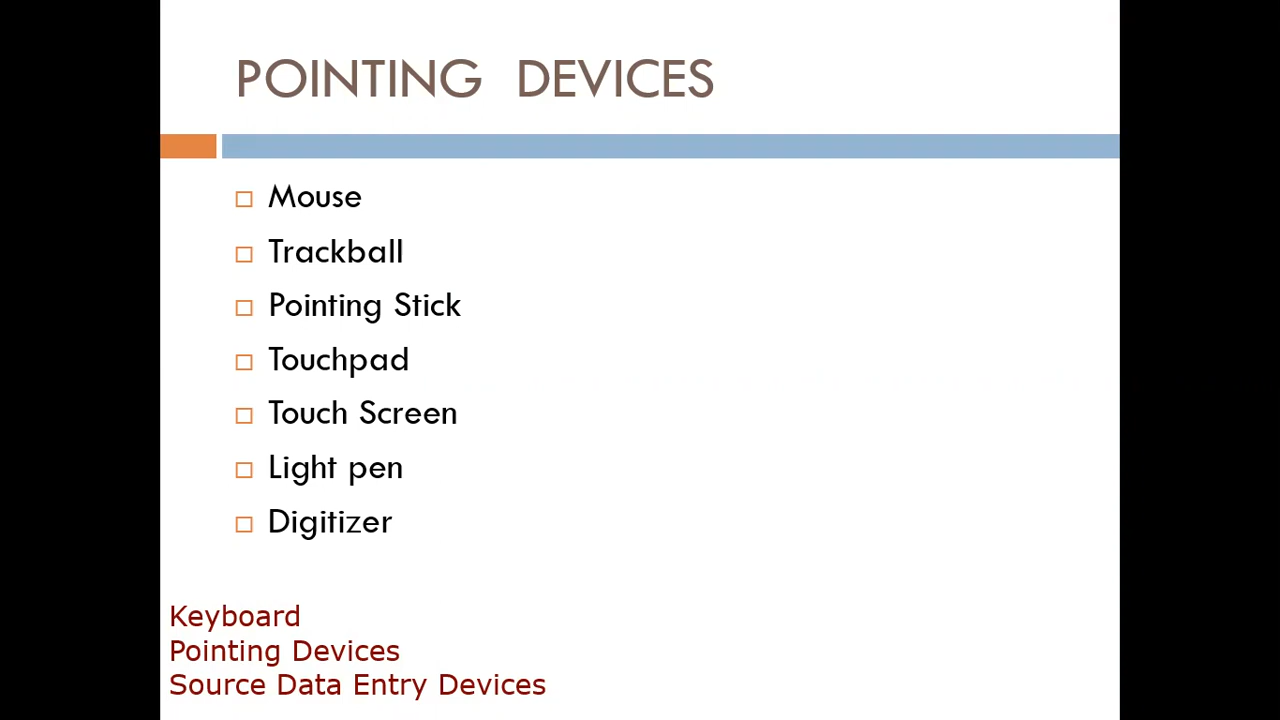 POINTING DEVICES
Mouse
Trackball
Pointing Stick
Touchpad
Touch Screen
Light pen
Digitizer
Keyboard
Pointing Devices
Source Data Entry Devices